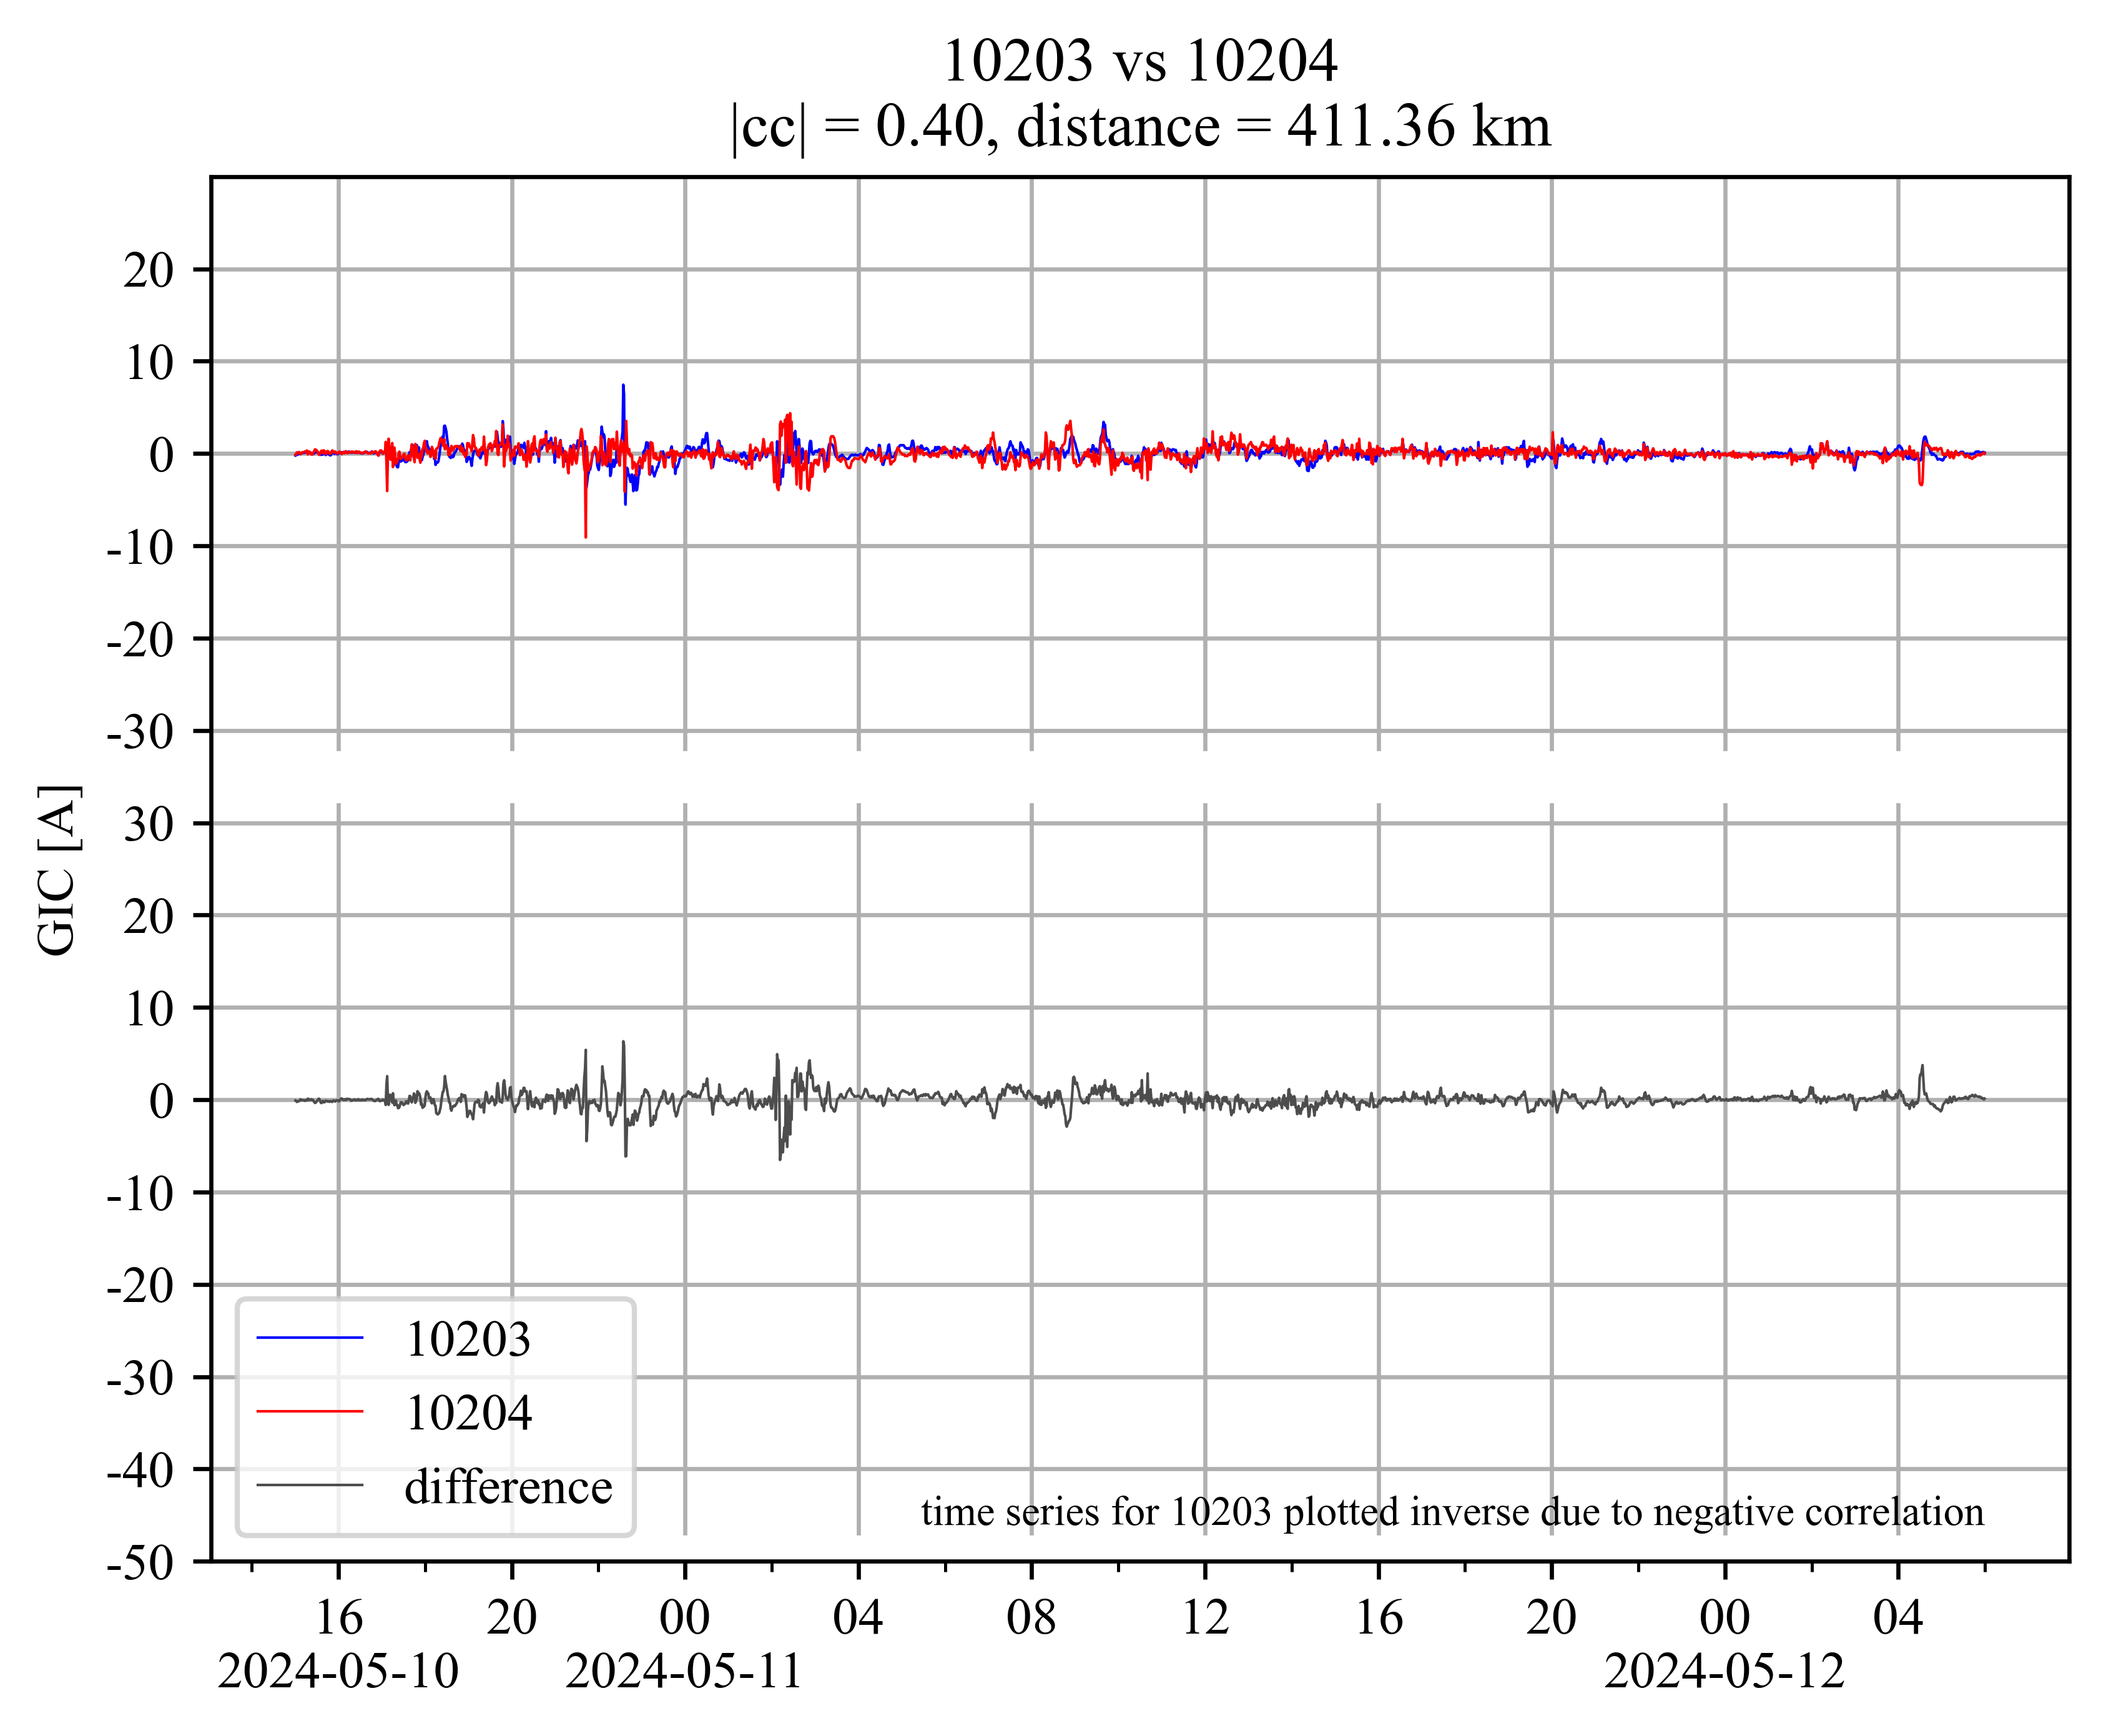 10203 vs 10204
|cc| = 0.40, distance = 411.36 km
20
10
0
-10
-20
-30
30
20
10
0
-10
-20
-30
-40
-50
GIC [A]
10203
10204
difference
time series for 10203 plotted inverse due to negative correlation
16 20 00 04 08 12 16 20 00 04
2024-05-10 2024-05-11 2024-05-12